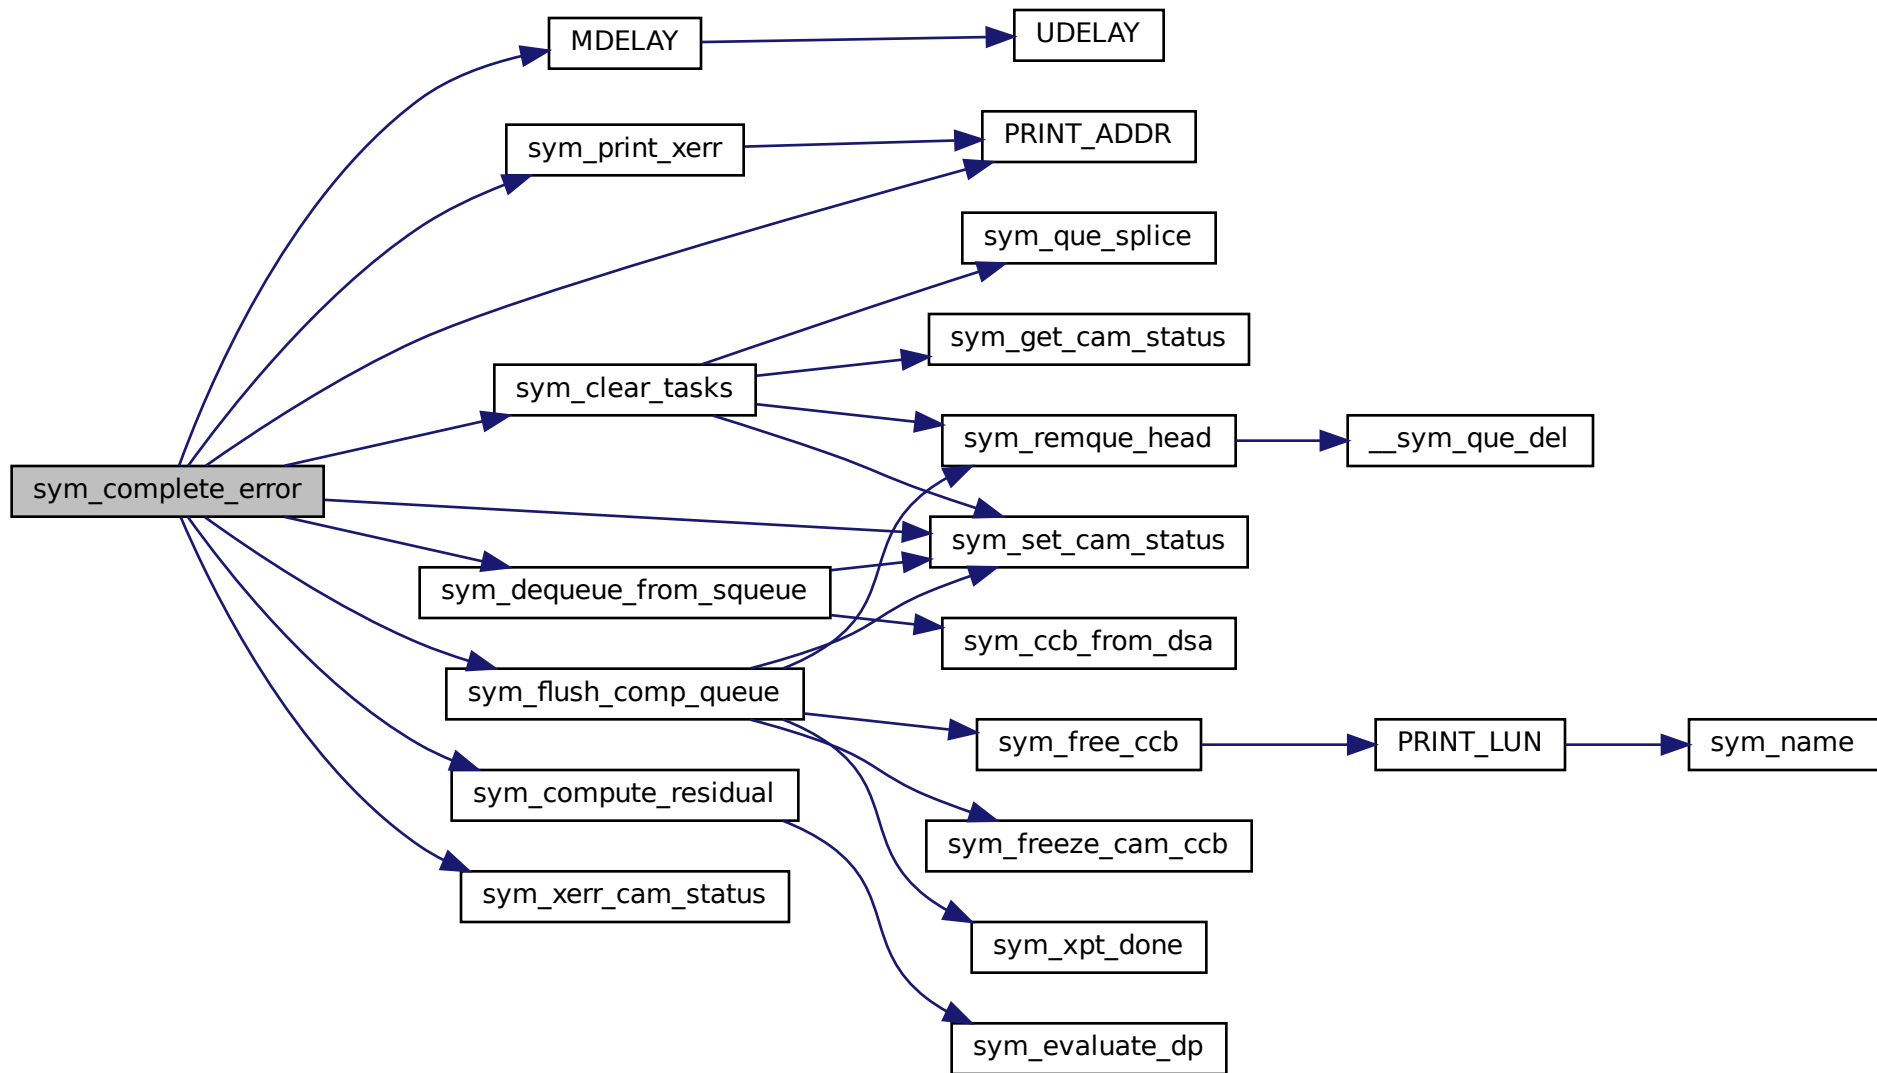 MDELAY
UDELAY
sym_print_xerr
PRINT_ADDR
sym_que_splice
sym_get_cam_status
sym_clear_tasks
sym_remque_head
__sym_que_del
sym_complete_error
sym_set_cam_status
sym_dequeue_from_squeue
sym_ccb_from_dsa
sym_flush_comp_queue
sym_free_ccb
PRINT_LUN
sym_name
sym_compute_residual
sym_freeze_cam_ccb
sym_xerr_cam_status
sym_xpt_done
sym_evaluate_dp